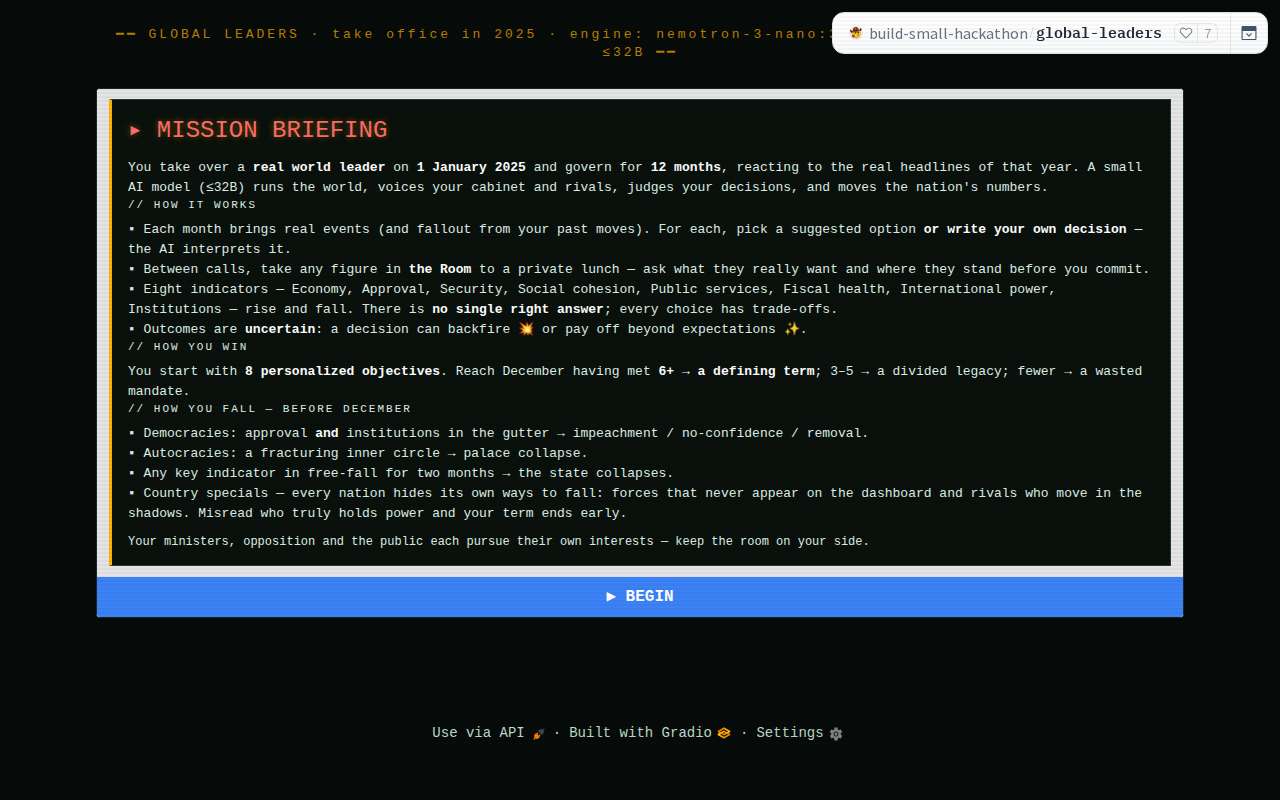 ━━ GLOBAL LEADERS · take office in 2025 · engine: nemotron-3-nano:
≤32B ━━
build-small-hackathon / global-leaders 7
► MISSION BRIEFING
You take over a real world leader on 1 January 2025 and govern for 12 months, reacting to the real headlines of that year. A small
AI model (≤32B) runs the world, voices your cabinet and rivals, judges your decisions, and moves the nation's numbers.
// HOW IT WORKS
▪ Each month brings real events (and fallout from your past moves). For each, pick a suggested option or write your own decision —
the AI interprets it.
▪ Between calls, take any figure in the Room to a private lunch — ask what they really want and where they stand before you commit.
▪ Eight indicators — Economy, Approval, Security, Social cohesion, Public services, Fiscal health, International power,
Institutions — rise and fall. There is no single right answer; every choice has trade-offs.
▪ Outcomes are uncertain: a decision can backfire 💥 or pay off beyond expectations ✨.
// HOW YOU WIN
You start with 8 personalized objectives. Reach December having met 6+ → a defining term; 3–5 → a divided legacy; fewer → a wasted
mandate.
// HOW YOU FALL — BEFORE DECEMBER
▪ Democracies: approval and institutions in the gutter → impeachment / no-confidence / removal.
▪ Autocracies: a fracturing inner circle → palace collapse.
▪ Any key indicator in free-fall for two months → the state collapses.
▪ Country specials — every nation hides its own ways to fall: forces that never appear on the dashboard and rivals who move in the
shadows. Misread who truly holds power and your term ends early.
Your ministers, opposition and the public each pursue their own interests — keep the room on your side.
► BEGIN
Use via API 🚀 · Built with Gradio · Settings ⚙